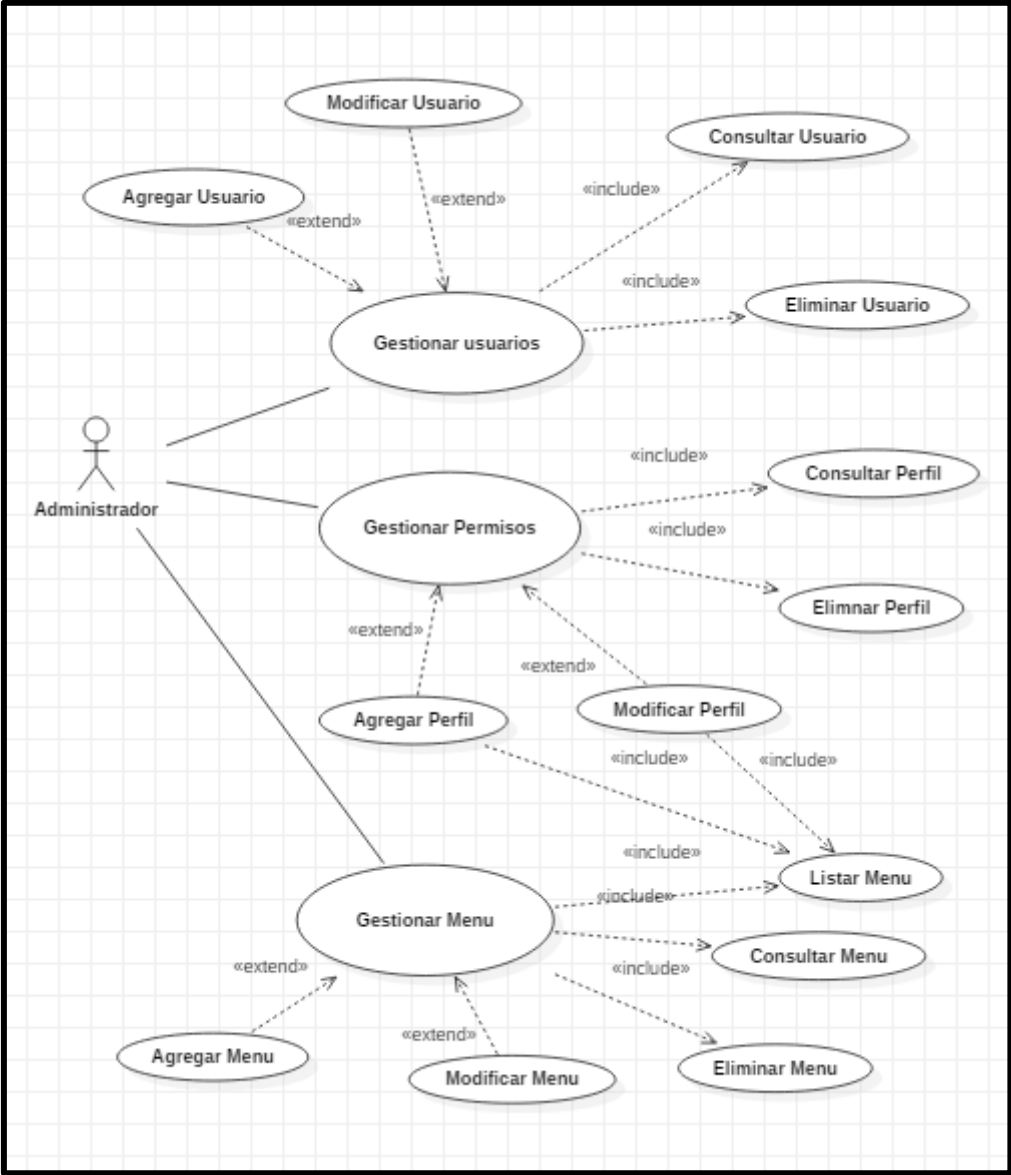 Modificar Usuario
Consultar Usuario
Agregar Usuario
«include»
«extend»
«extend»
«include»
Eliminar Usuario
Gestionar usuarios
«include»
Consultar Perfil
Administrador
Gestionar Permisos
«include»
Elimnar Perfil
«extend»
«extend»
Agregar Perfil
Modificar Perfil
«include»
«include»
«include»
Listar Menu
«include»
Gestionar Menu
Consultar Menu
«extend»
«include»
«extend»
Agregar Menu
Modificar Menu
Eliminar Menu